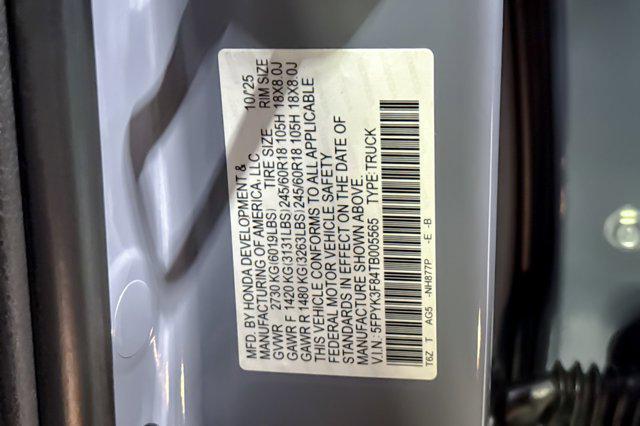 MFD. BY HONDA DEVELOPMENT & 10/25
MANUFACTURING OF AMERICA, LLC.
GVWR 2730 KG(6019LBS) TIRE SIZE RIM SIZE
GAWR F 1420 KG(3131LBS) 245/60R18 105H 18X8.0J
GAWR R 1480 KG(3263LBS) 245/60R18 105H 18X8.0J
THIS VEHICLE CONFORMS TO ALL APPLICABLE
FEDERAL MOTOR VEHICLE SAFETY
STANDARDS IN EFFECT ON THE DATE OF
MANUFACTURE SHOWN ABOVE.
V.I.N.:5FPYK3F84TB005565 TYPE:TRUCK
T6Z T AG5 -NH877P -E -B